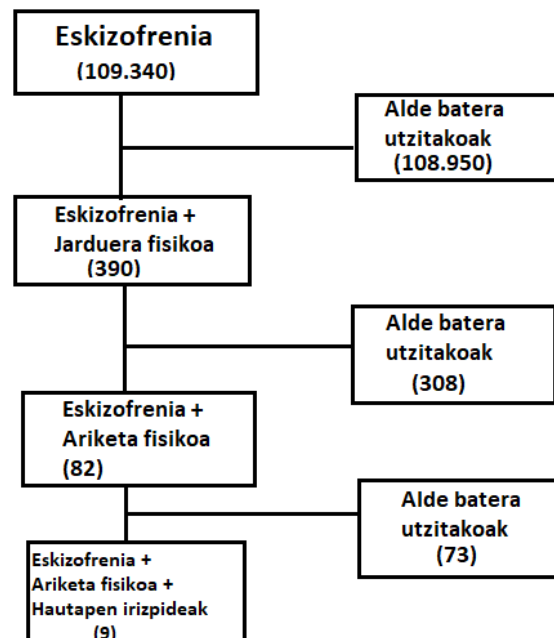 Eskizofrenia
(109.340)
Alde batera
utzitakoak
(108.950)
Eskizofrenia +
Jarduera fisikoa
(390)
Alde batera
utzitakoak
(308)
Eskizofrenia +
Ariketa fisikoa
(82)
Alde batera
utzitakoak
(73)
Eskizofrenia +
Ariketa fisikoa +
Hautapen irizpideak
(9)